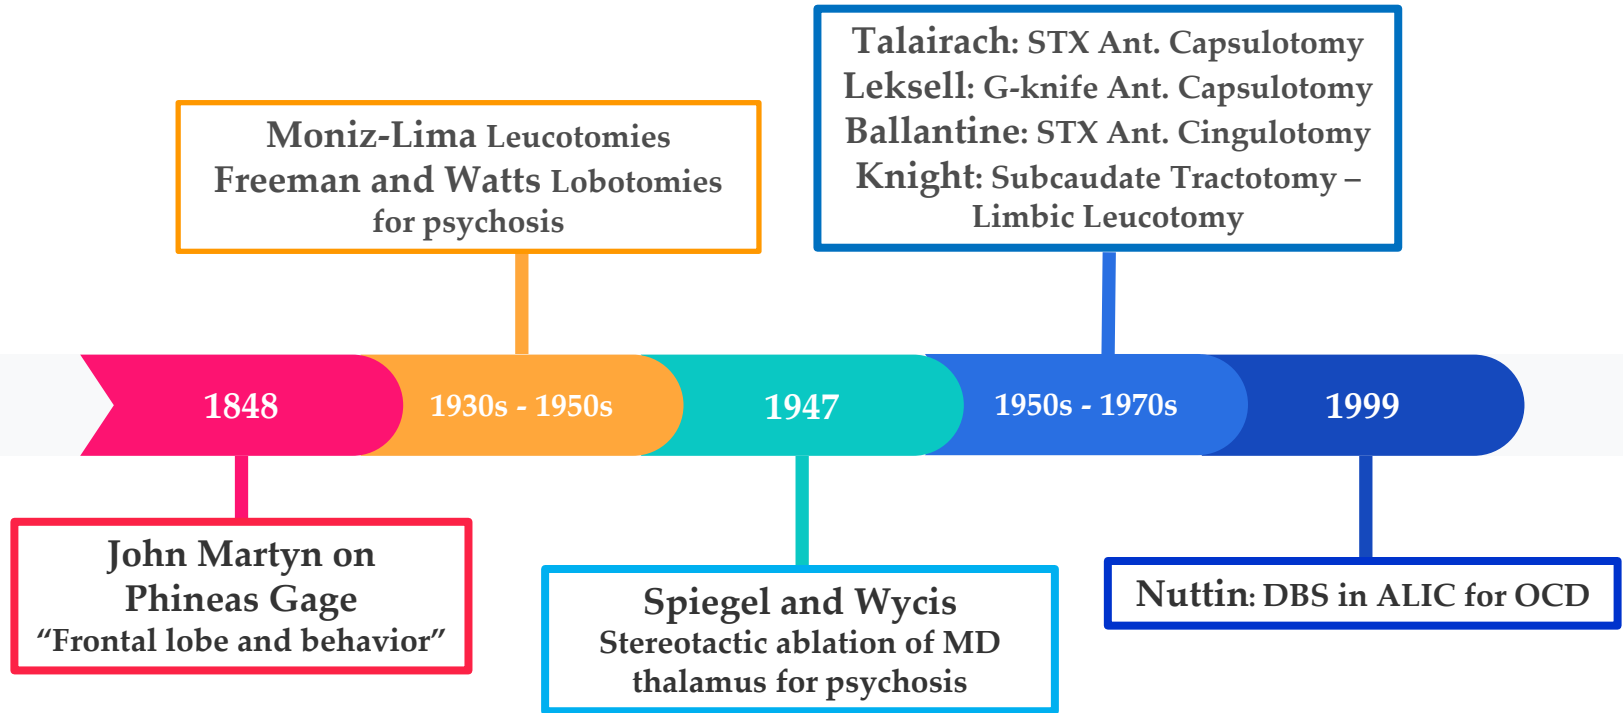 Talairach: STX Ant. Capsulotomy
Leksell: G-knife Ant. Capsulotomy
Ballantine: STX Ant. Cingulotomy
Knight: Subcaudate Tractotomy –
Limbic Leucotomy
Moniz-Lima Leucotomies
Freeman and Watts Lobotomies
for psychosis
1848
1930s - 1950s
1947
1950s - 1970s
1999
John Martyn on
Phineas Gage
“Frontal lobe and behavior”
Spiegel and Wycis
Stereotactic ablation of MD
thalamus for psychosis
Nuttin: DBS in ALIC for OCD